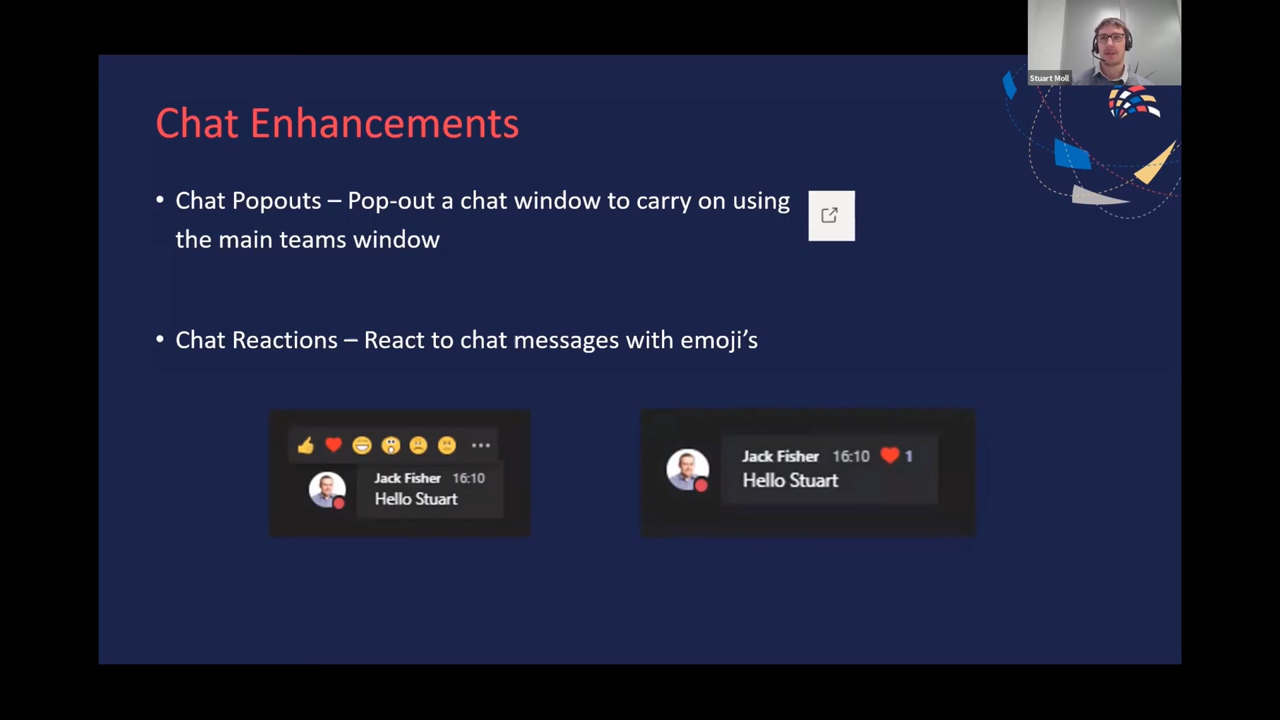 Stuart Moll
Chat Enhancements
• Chat Popouts – Pop-out a chat window to carry on using
the main teams window
• Chat Reactions – React to chat messages with emoji’s
Jack Fisher 16:10
Hello Stuart
Jack Fisher 16:10 ❤️ 1
Hello Stuart